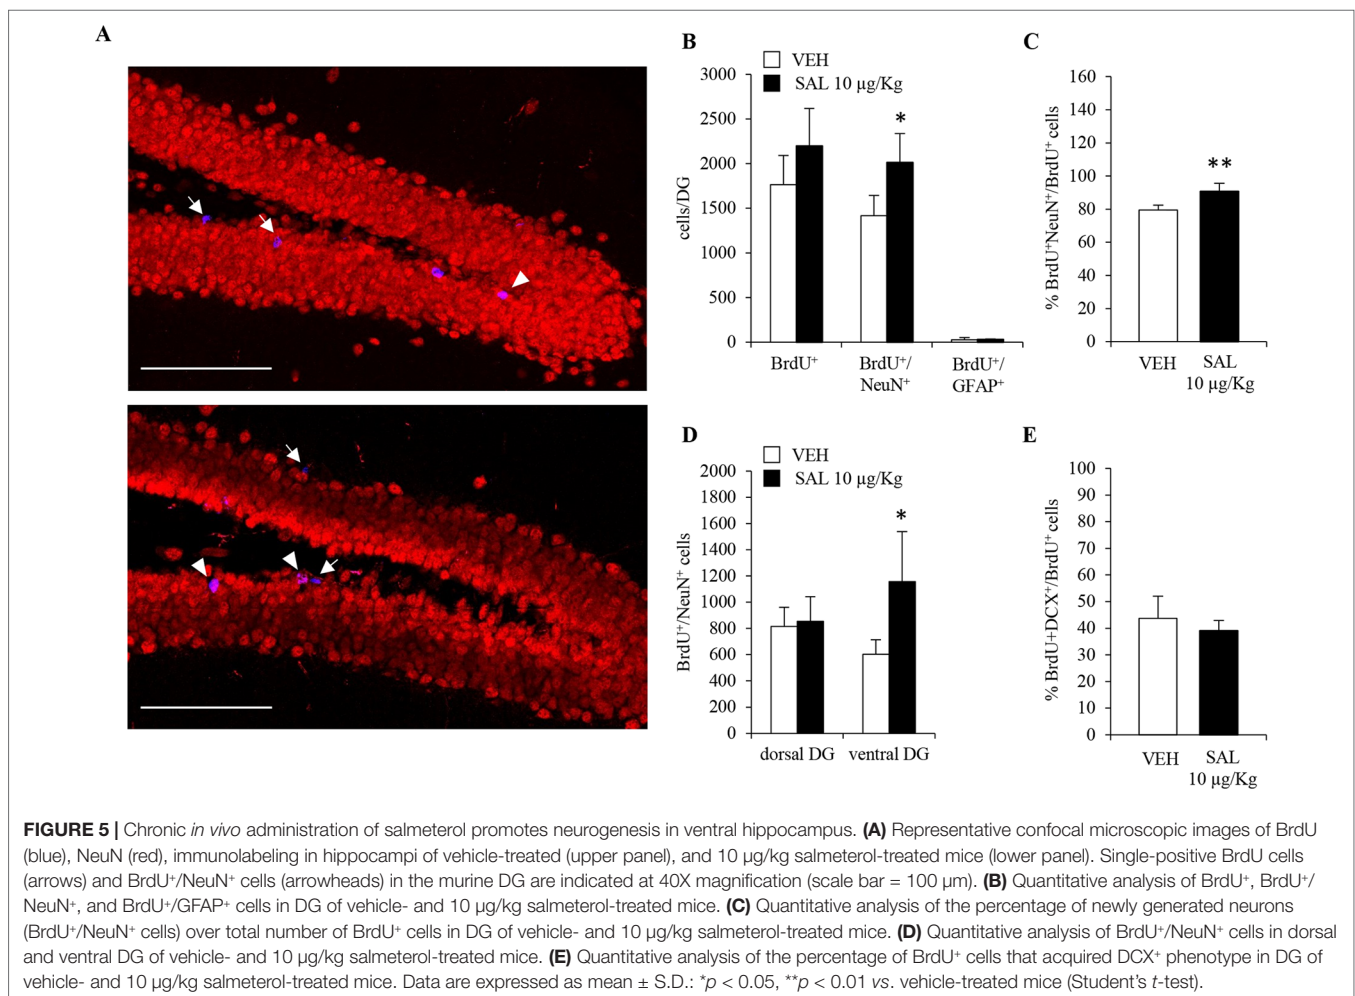 A
B
VEH
SAL 10 µg/Kg
3000
2500
2000
1500
1000
500
0
cells/DG
*
BrdU⁺
BrdU⁺/
NeuN⁺
BrdU⁺/
GFAP⁺
C
160
140
120
100
80
60
40
20
0
% BrdU⁺NeuN⁺/BrdU⁺ cells
**
VEH
SAL
10 µg/Kg
D
VEH
SAL 10 µg/Kg
2000
1800
1600
1400
1200
1000
800
600
400
200
0
BrdU⁺/NeuN⁺ cells
*
dorsal DG
ventral DG
E
100
90
80
70
60
50
40
30
20
10
0
% BrdU+DCX⁺/BrdU⁺ cells
VEH
SAL
10 µg/Kg
FIGURE 5 | Chronic in vivo administration of salmeterol promotes neurogenesis in ventral hippocampus. (A) Representative confocal microscopic images of BrdU
(blue), NeuN (red), immunolabeling in hippocampi of vehicle-treated (upper panel), and 10 µg/kg salmeterol-treated mice (lower panel). Single-positive BrdU cells
(arrows) and BrdU⁺/NeuN⁺ cells (arrowheads) in the murine DG are indicated at 40X magnification (scale bar = 100 µm). (B) Quantitative analysis of BrdU⁺, BrdU⁺/
NeuN⁺, and BrdU⁺/GFAP⁺ cells in DG of vehicle- and 10 µg/kg salmeterol-treated mice. (C) Quantitative analysis of the percentage of newly generated neurons
(BrdU⁺/NeuN⁺ cells) over total number of BrdU⁺ cells in DG of vehicle- and 10 µg/kg salmeterol-treated mice. (D) Quantitative analysis of BrdU⁺/NeuN⁺ cells in dorsal
and ventral DG of vehicle- and 10 µg/kg salmeterol-treated mice. (E) Quantitative analysis of the percentage of BrdU⁺ cells that acquired DCX⁺ phenotype in DG of
vehicle- and 10 µg/kg salmeterol-treated mice. Data are expressed as mean ± S.D.: *p < 0.05, **p < 0.01 vs. vehicle-treated mice (Student's t-test).